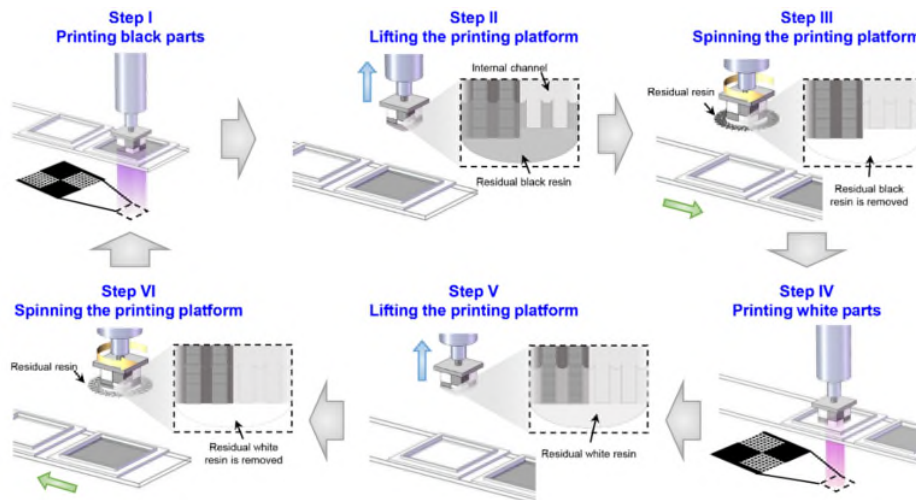 Step I
Printing black parts
Step II
Lifting the printing platform
Internal channel
Residual black resin
Step III
Spinning the printing platform
Residual resin
Residual black
resin is removed
Step IV
Printing white parts
Step V
Lifting the printing platform
Residual white resin
Step VI
Spinning the printing platform
Residual resin
Residual white
resin is removed